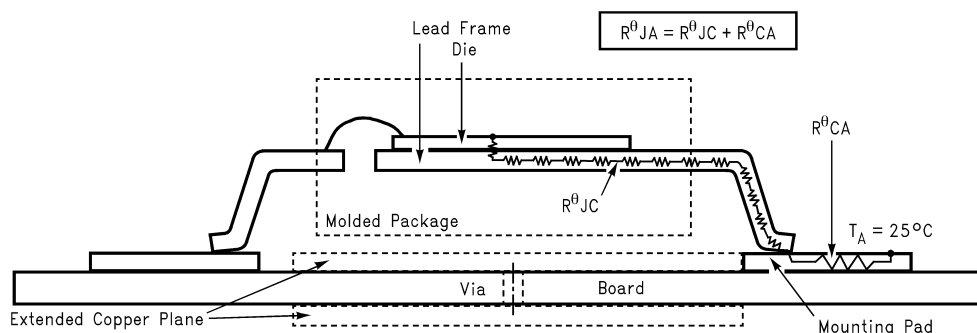 Lead Frame
Die
RθJA = RθJC + RθCA
RθCA
RθJC
Molded Package
TA = 25°C
Via
Board
Extended Copper Plane
Mounting Pad